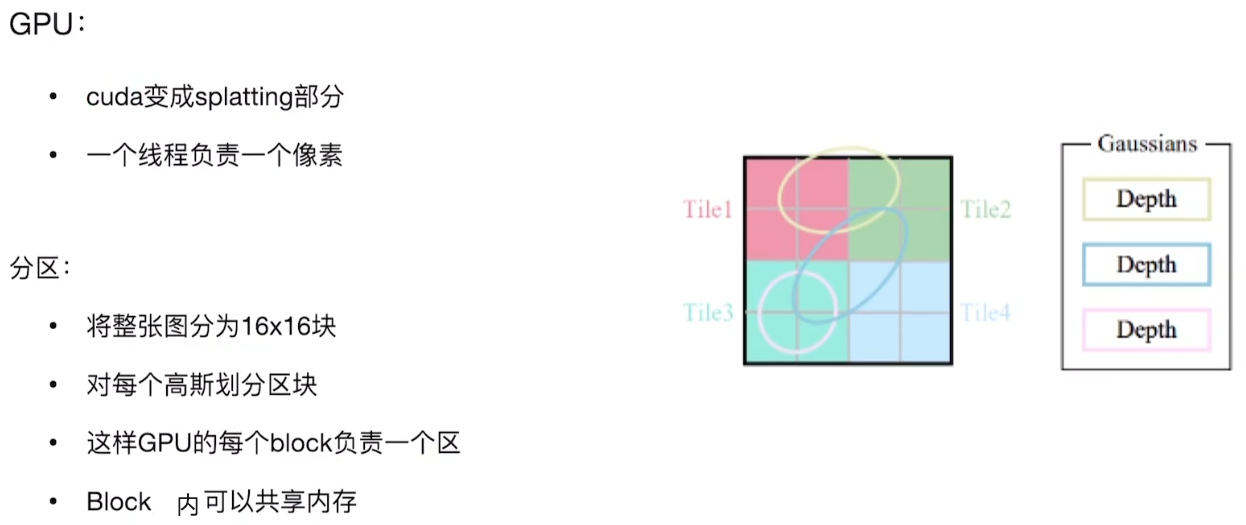 GPU：
• cuda变成splatting部分
• 一个线程负责一个像素
分区：
• 将整张图分为16x16块
• 对每个高斯划分区块
• 这样GPU的每个block负责一个区
• Block 内可以共享内存
Tile1
Tile2
Tile3
Tile4
Gaussians
Depth
Depth
Depth